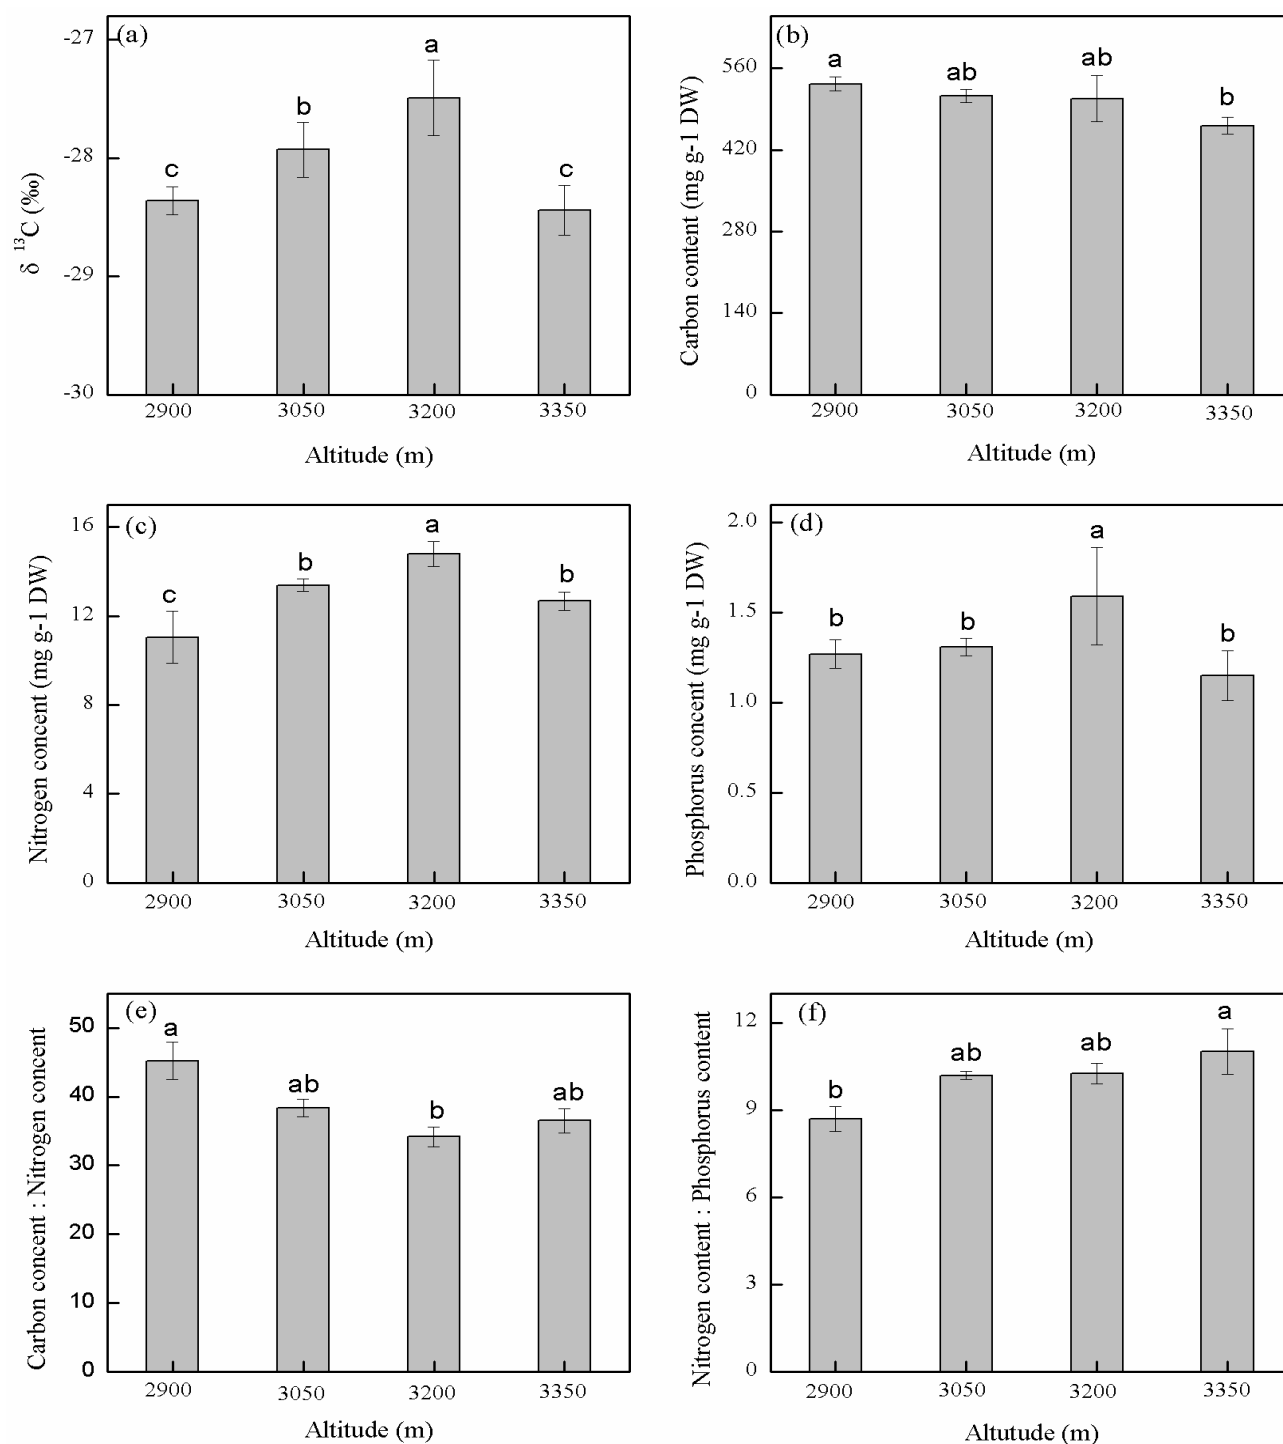 (a)
-27
-28
-29
-30
δ 13C (‰)
c
b
a
c
2900 3050 3200 3350
Altitude (m)
(b)
560
420
280
140
0
Carbon content (mg g-1 DW)
a
ab
ab
b
2900 3050 3200 3350
Altitude (m)
(c)
16
12
8
4
0
Nitrogen concent (mg g-1 DW)
c
b
a
b
2900 3050 3200 3350
Altitude (m)
(d)
2.0
1.5
1.0
0.5
0.0
Phosphorus concent (mg g-1 DW)
b
b
a
b
2900 3050 3200 3350
Altitude (m)
(e)
50
40
30
20
10
0
Carbon concent : Nitrogen concent
a
ab
b
ab
2900 3050 3200 3350
Altitude (m)
(f)
12
9
6
3
0
Nitrogen content : Phosphorus content
b
ab
ab
a
2900 3050 3200 3350
Altutude (m)